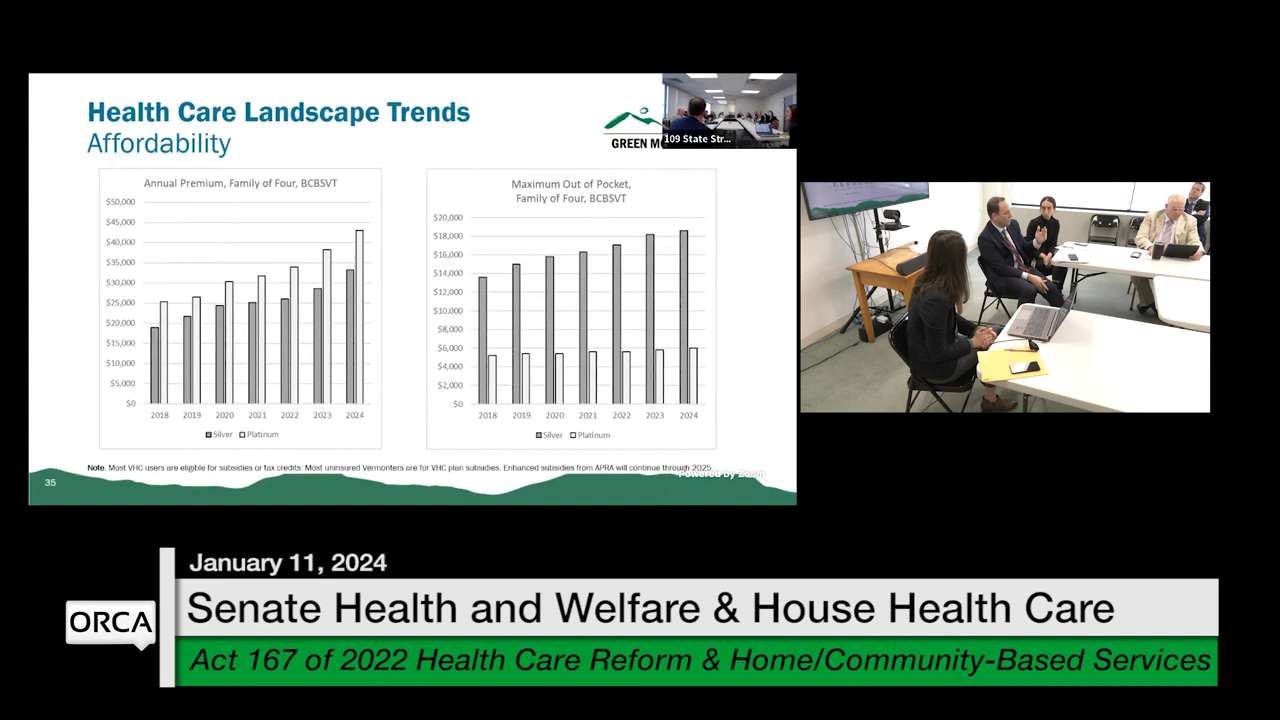 Health Care Landscape Trends
Affordability
GREEN MO
109 State Str...
Annual Premium, Family of Four, BCBSVT
$50,000
$45,000
$40,000
$35,000
$30,000
$25,000
$20,000
$15,000
$10,000
$5,000
$0
2018 2019 2020 2021 2022 2023 2024
Silver Platinum
Maximum Out of Pocket,
Family of Four, BCBSVT
$20,000
$18,000
$16,000
$14,000
$12,000
$10,000
$8,000
$6,000
$4,000
$2,000
$0
2018 2019 2020 2021 2022 2023 2024
Silver Platinum
Note. Most VHC users are eligible for subsidies or tax credits. Most uninsured Vermonters are for VHC plan subsidies. Enhanced subsidies from APRA will continue through 2025.
Powered by Zoom
35
January 11, 2024
ORCA
Senate Health and Welfare & House Health Care
Act 167 of 2022 Health Care Reform & Home/Community-Based Services